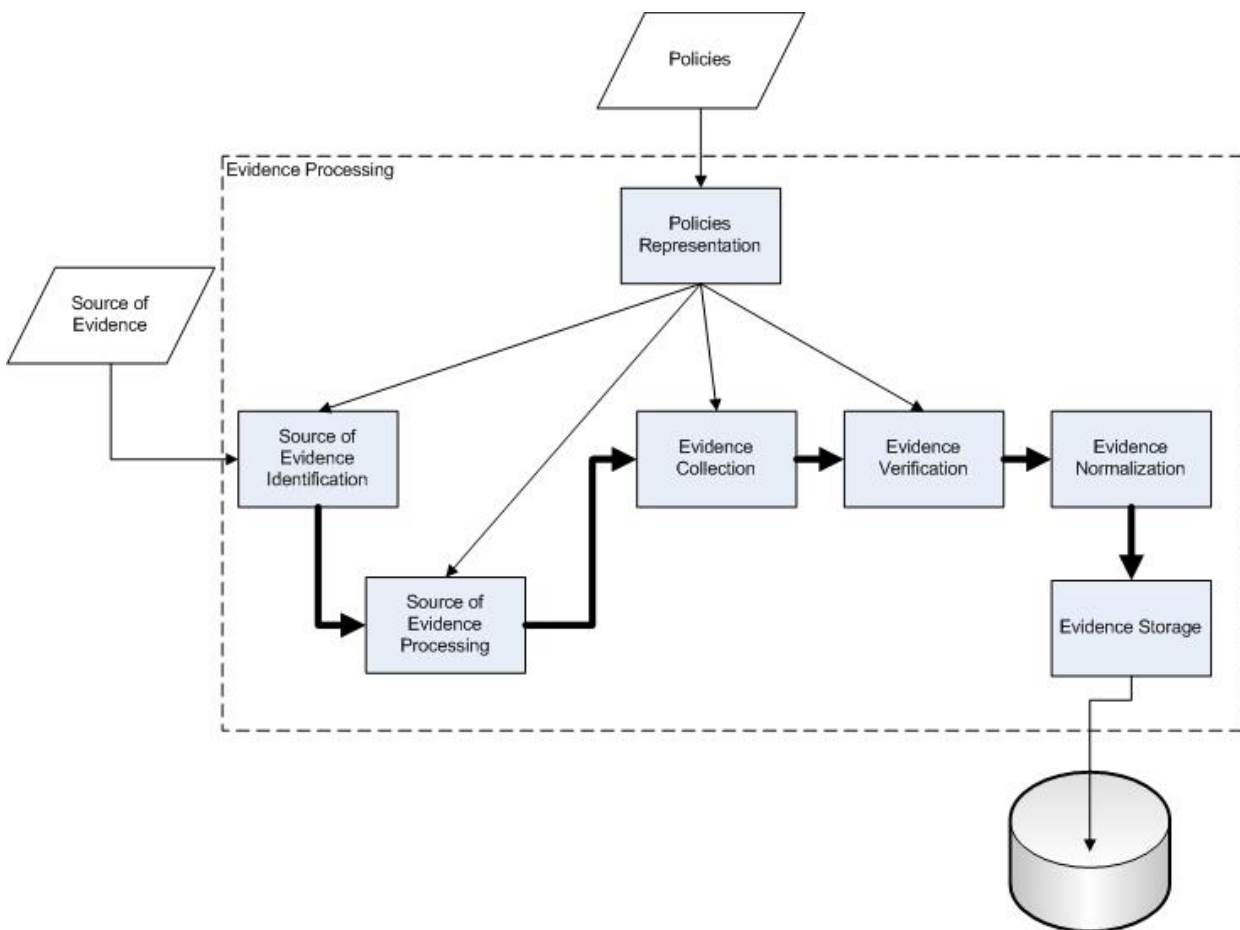 Policies
Evidence Processing
Policies
Representation
Source of
Evidence
Source of
Evidence
Identification
Evidence
Collection
Evidence
Verification
Evidence
Normalization
Source of
Evidence
Processing
Evidence Storage